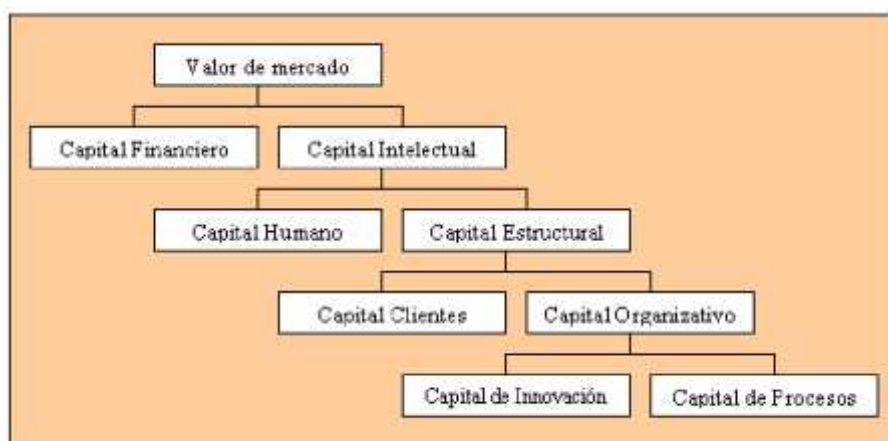 Valor de mercado
Capital Financiero
Capital Intelectual
Capital Humano
Capital Estructural
Capital Clientes
Capital Organizativo
Capital de Innovación
Capital de Procesos